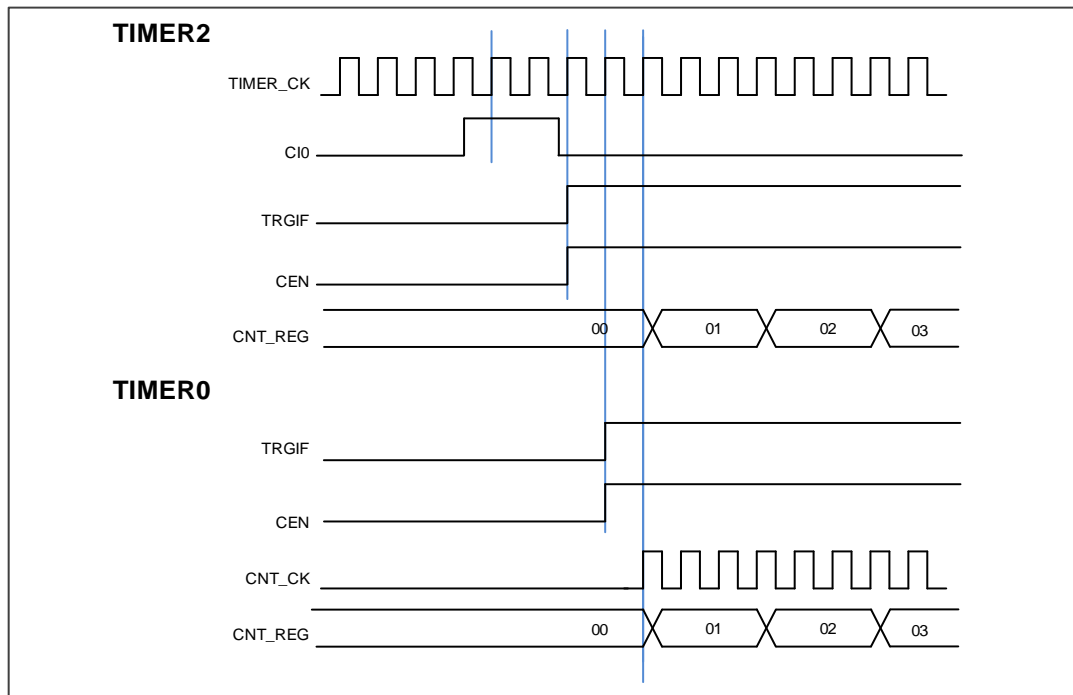 TIMER2
TIMER_CK
CI0
TRGIF
CEN
CNT_REG 00 01 02 03
TIMER0
TRGIF
CEN
CNT_CK
CNT_REG 00 01 02 03